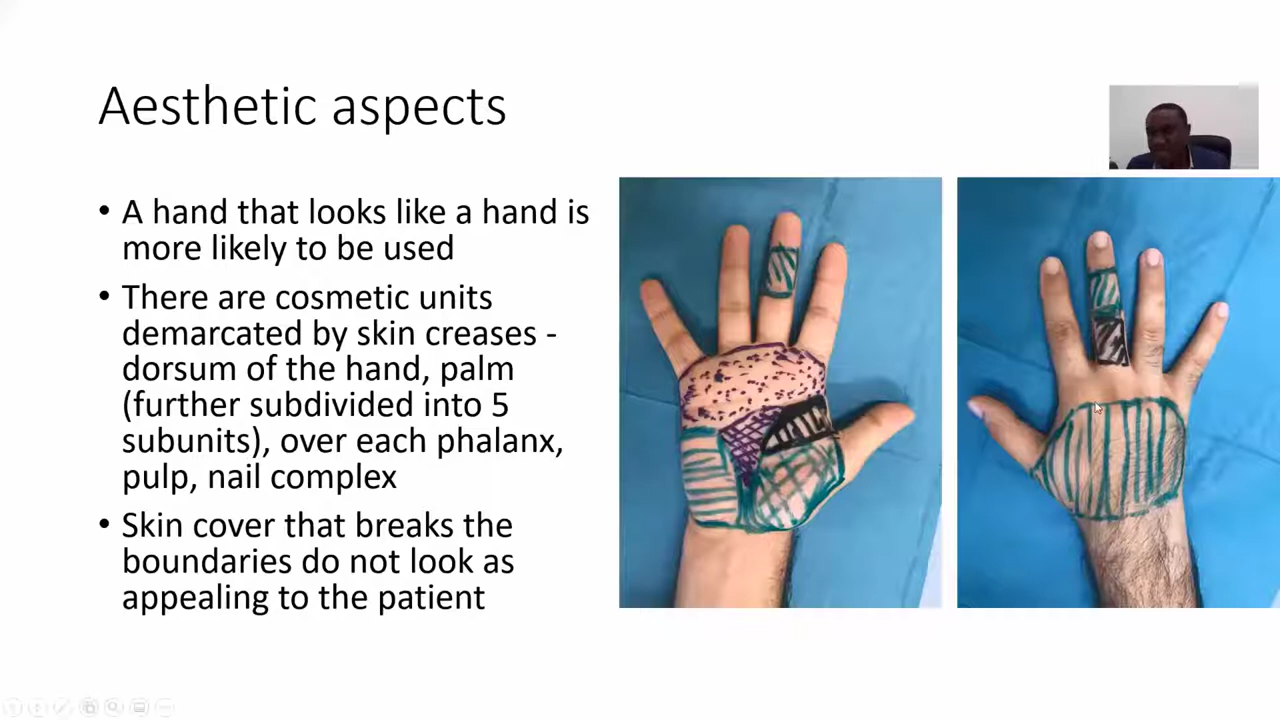 Aesthetic aspects
• A hand that looks like a hand is
more likely to be used
• There are cosmetic units
demarcated by skin creases -
dorsum of the hand, palm
(further subdivided into 5
subunits), over each phalanx,
pulp, nail complex
• Skin cover that breaks the
boundaries do not look as
appealing to the patient